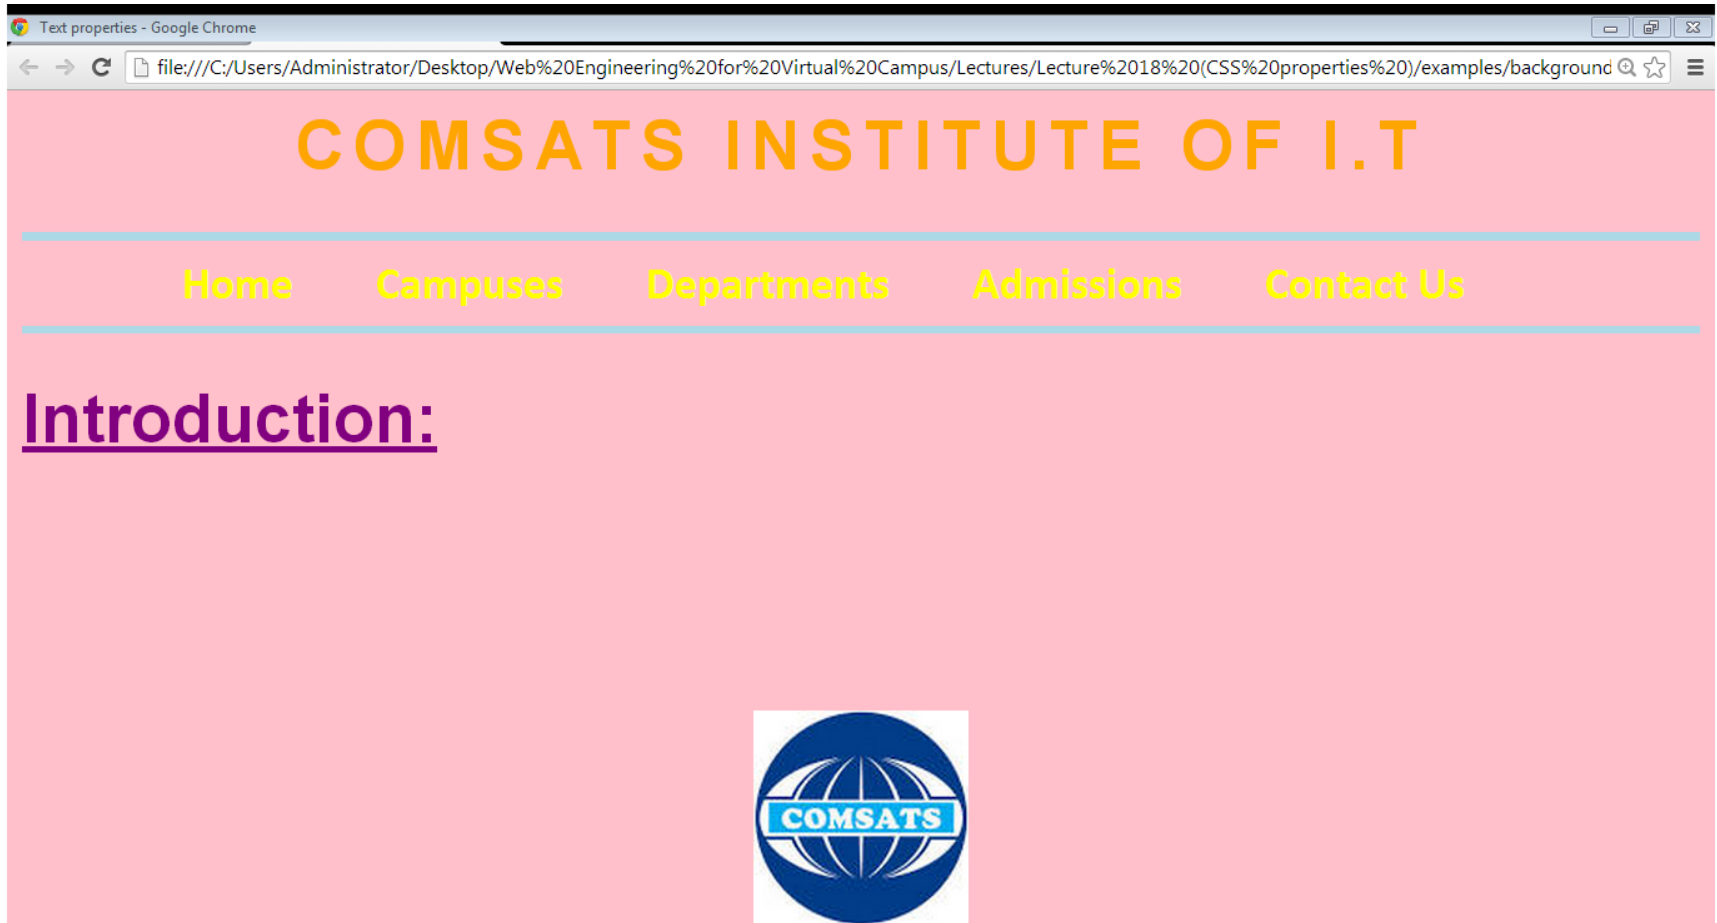 Text properties - Google Chrome
file:///C:/Users/Administrator/Desktop/Web%20Engineering%20for%20Virtual%20Campus/Lectures/Lecture%2018%20(CSS%20properties%20)/examples/background
COMSATS INSTITUTE OF I.T
Home Campuses Departments Admissions Contact Us
Introduction:
COMSATS